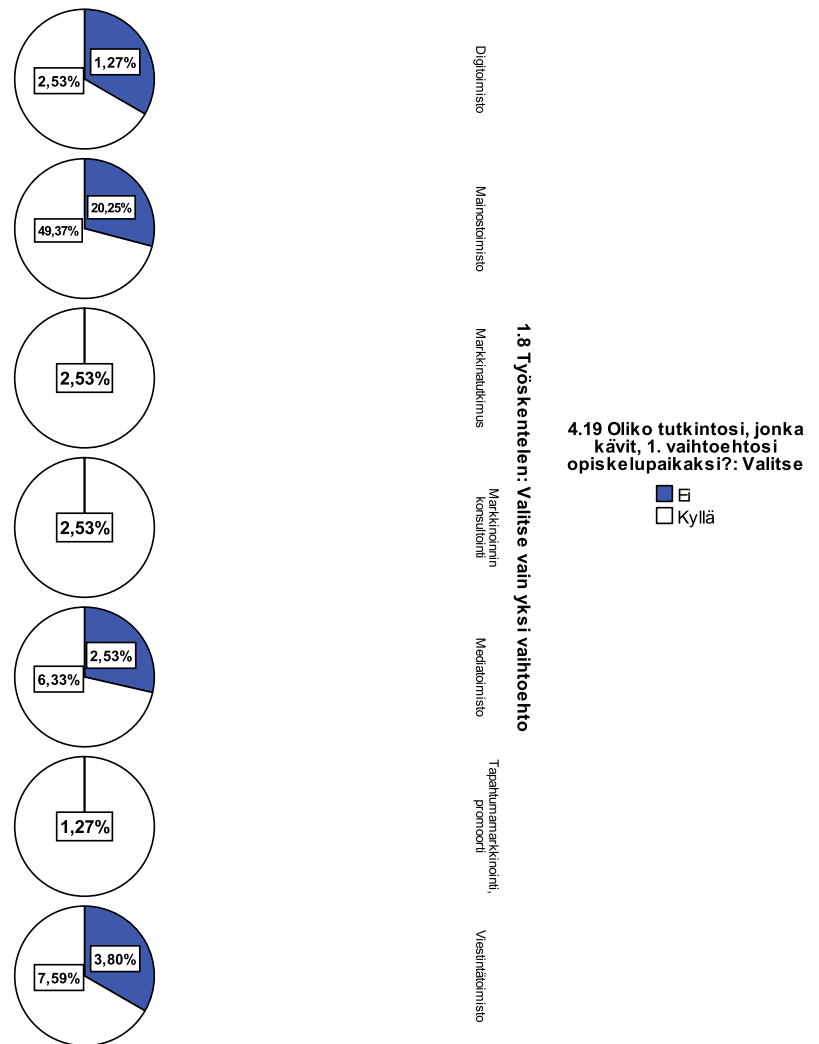 1,27%
2,53%
Digitoimisto
20,25%
49,37%
Mainostoimisto
2,53%
Markkinatutkimus
2,53%
Markkinoinnin
konsultointi
2,53%
6,33%
Mediatoimisto
1,27%
Tapahtumamarkkinointi,
promoorti
3,80%
7,59%
Viestintätoimisto
1.8 Työskentelen: Valitse vain yksi vaihtoehto
4.19 Oliko tutkintosi, jonka
kävit, 1. vaihtoehtosi
opiskelupaikaksi?: Valitse
Ei
Kyllä